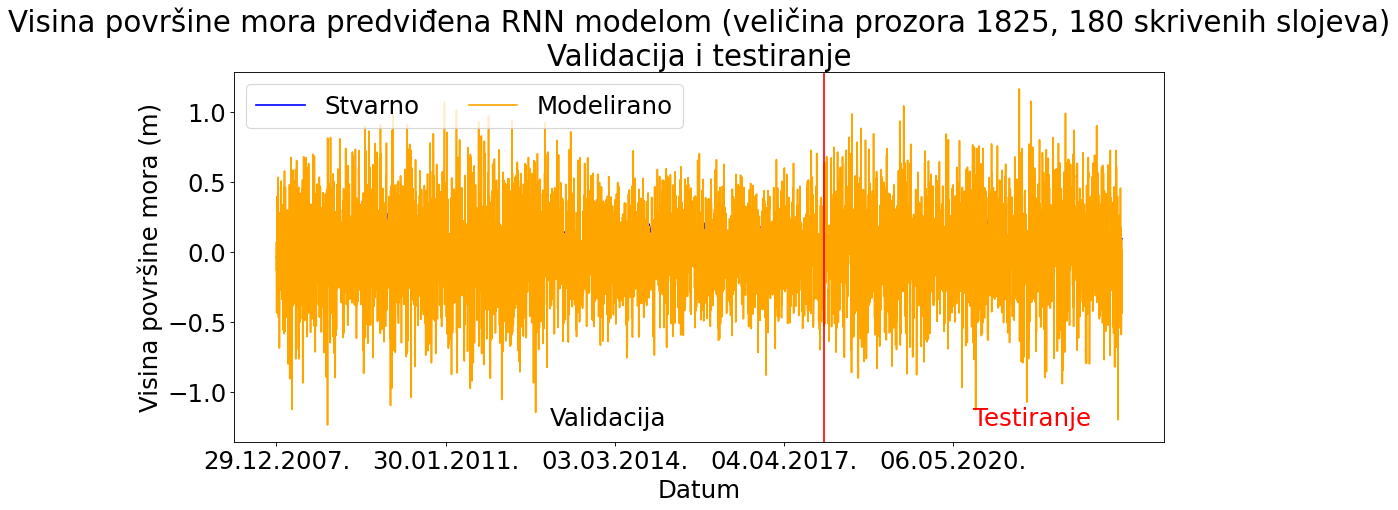 Visina površine mora predviđena RNN modelom (veličina prozora 1825, 180 skrivenih slojeva)
Validacija i testiranje
Stvarno
Modelirano
Visina površine mora (m)
1.0
0.5
0.0
−0.5
−1.0
Validacija
Testiranje
29.12.2007.
30.01.2011.
03.03.2014.
04.04.2017.
06.05.2020.
Datum